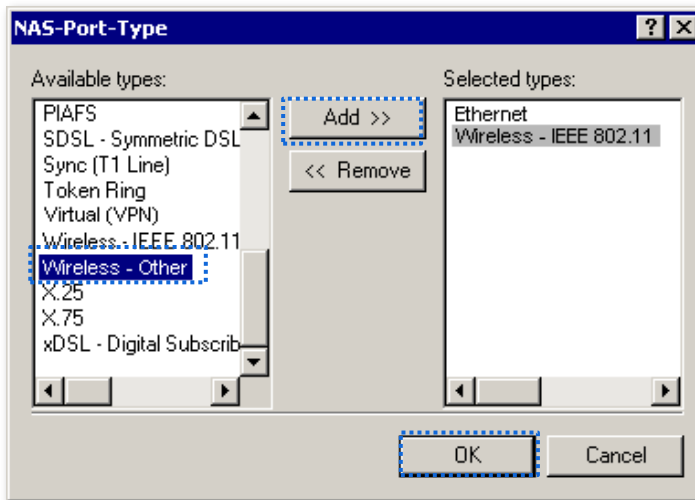 NAS-Port-Type
Available types:
PIAFS
SDSL - Symmetric DSL
Sync (T1 Line)
Token Ring
Virtual (VPN)
Wireless - IEEE 802.11
Wireless - Other
X.25
X.75
xDSL - Digital Subscrib
Add >>
<< Remove
Selected types:
Ethernet
Wireless - IEEE 802.11
OK
Cancel